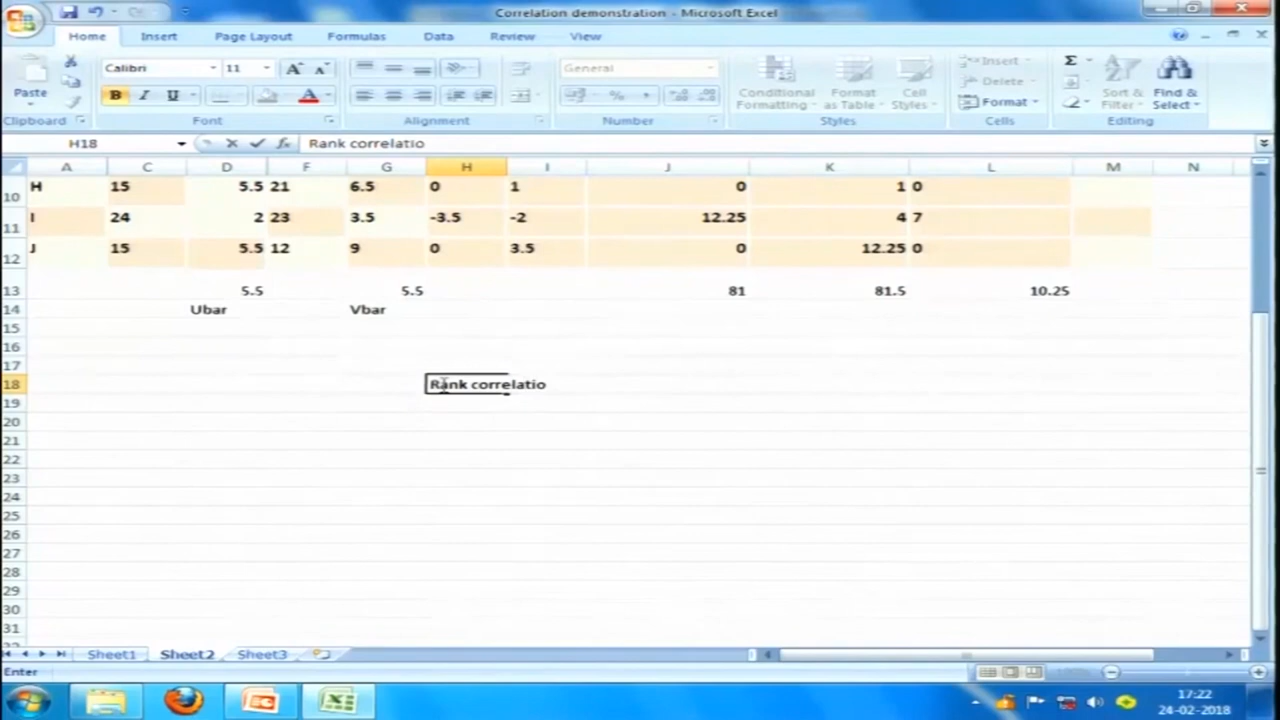 Correlation demonstration - Microsoft Excel
Home Insert Page Layout Formulas Data Review View
Paste
Calibri 11
B I U
General
Conditional Formatting
Format as Table
Cell Styles
Insert
Delete
Format
Sort & Filter
Find & Select
Clipboard Font Alignment Number Styles Cells Editing
H18 Rank correlatio
A C D F G H I J K L M N
10 H 15 5.5 21 6.5 0 1 0 1 0
11 I 24 2 23 3.5 -3.5 -2 12.25 4 7
12 J 15 5.5 12 9 0 3.5 0 12.25 0
13 5.5 5.5 81 81.5 10.25
14 Ubar Vbar
15
16
17
18 Rank correlatio
19
20
21
22
23
24
25
26
27
28
29
30
31
Sheet1 Sheet2 Sheet3
Enter
17:22
24-02-2018